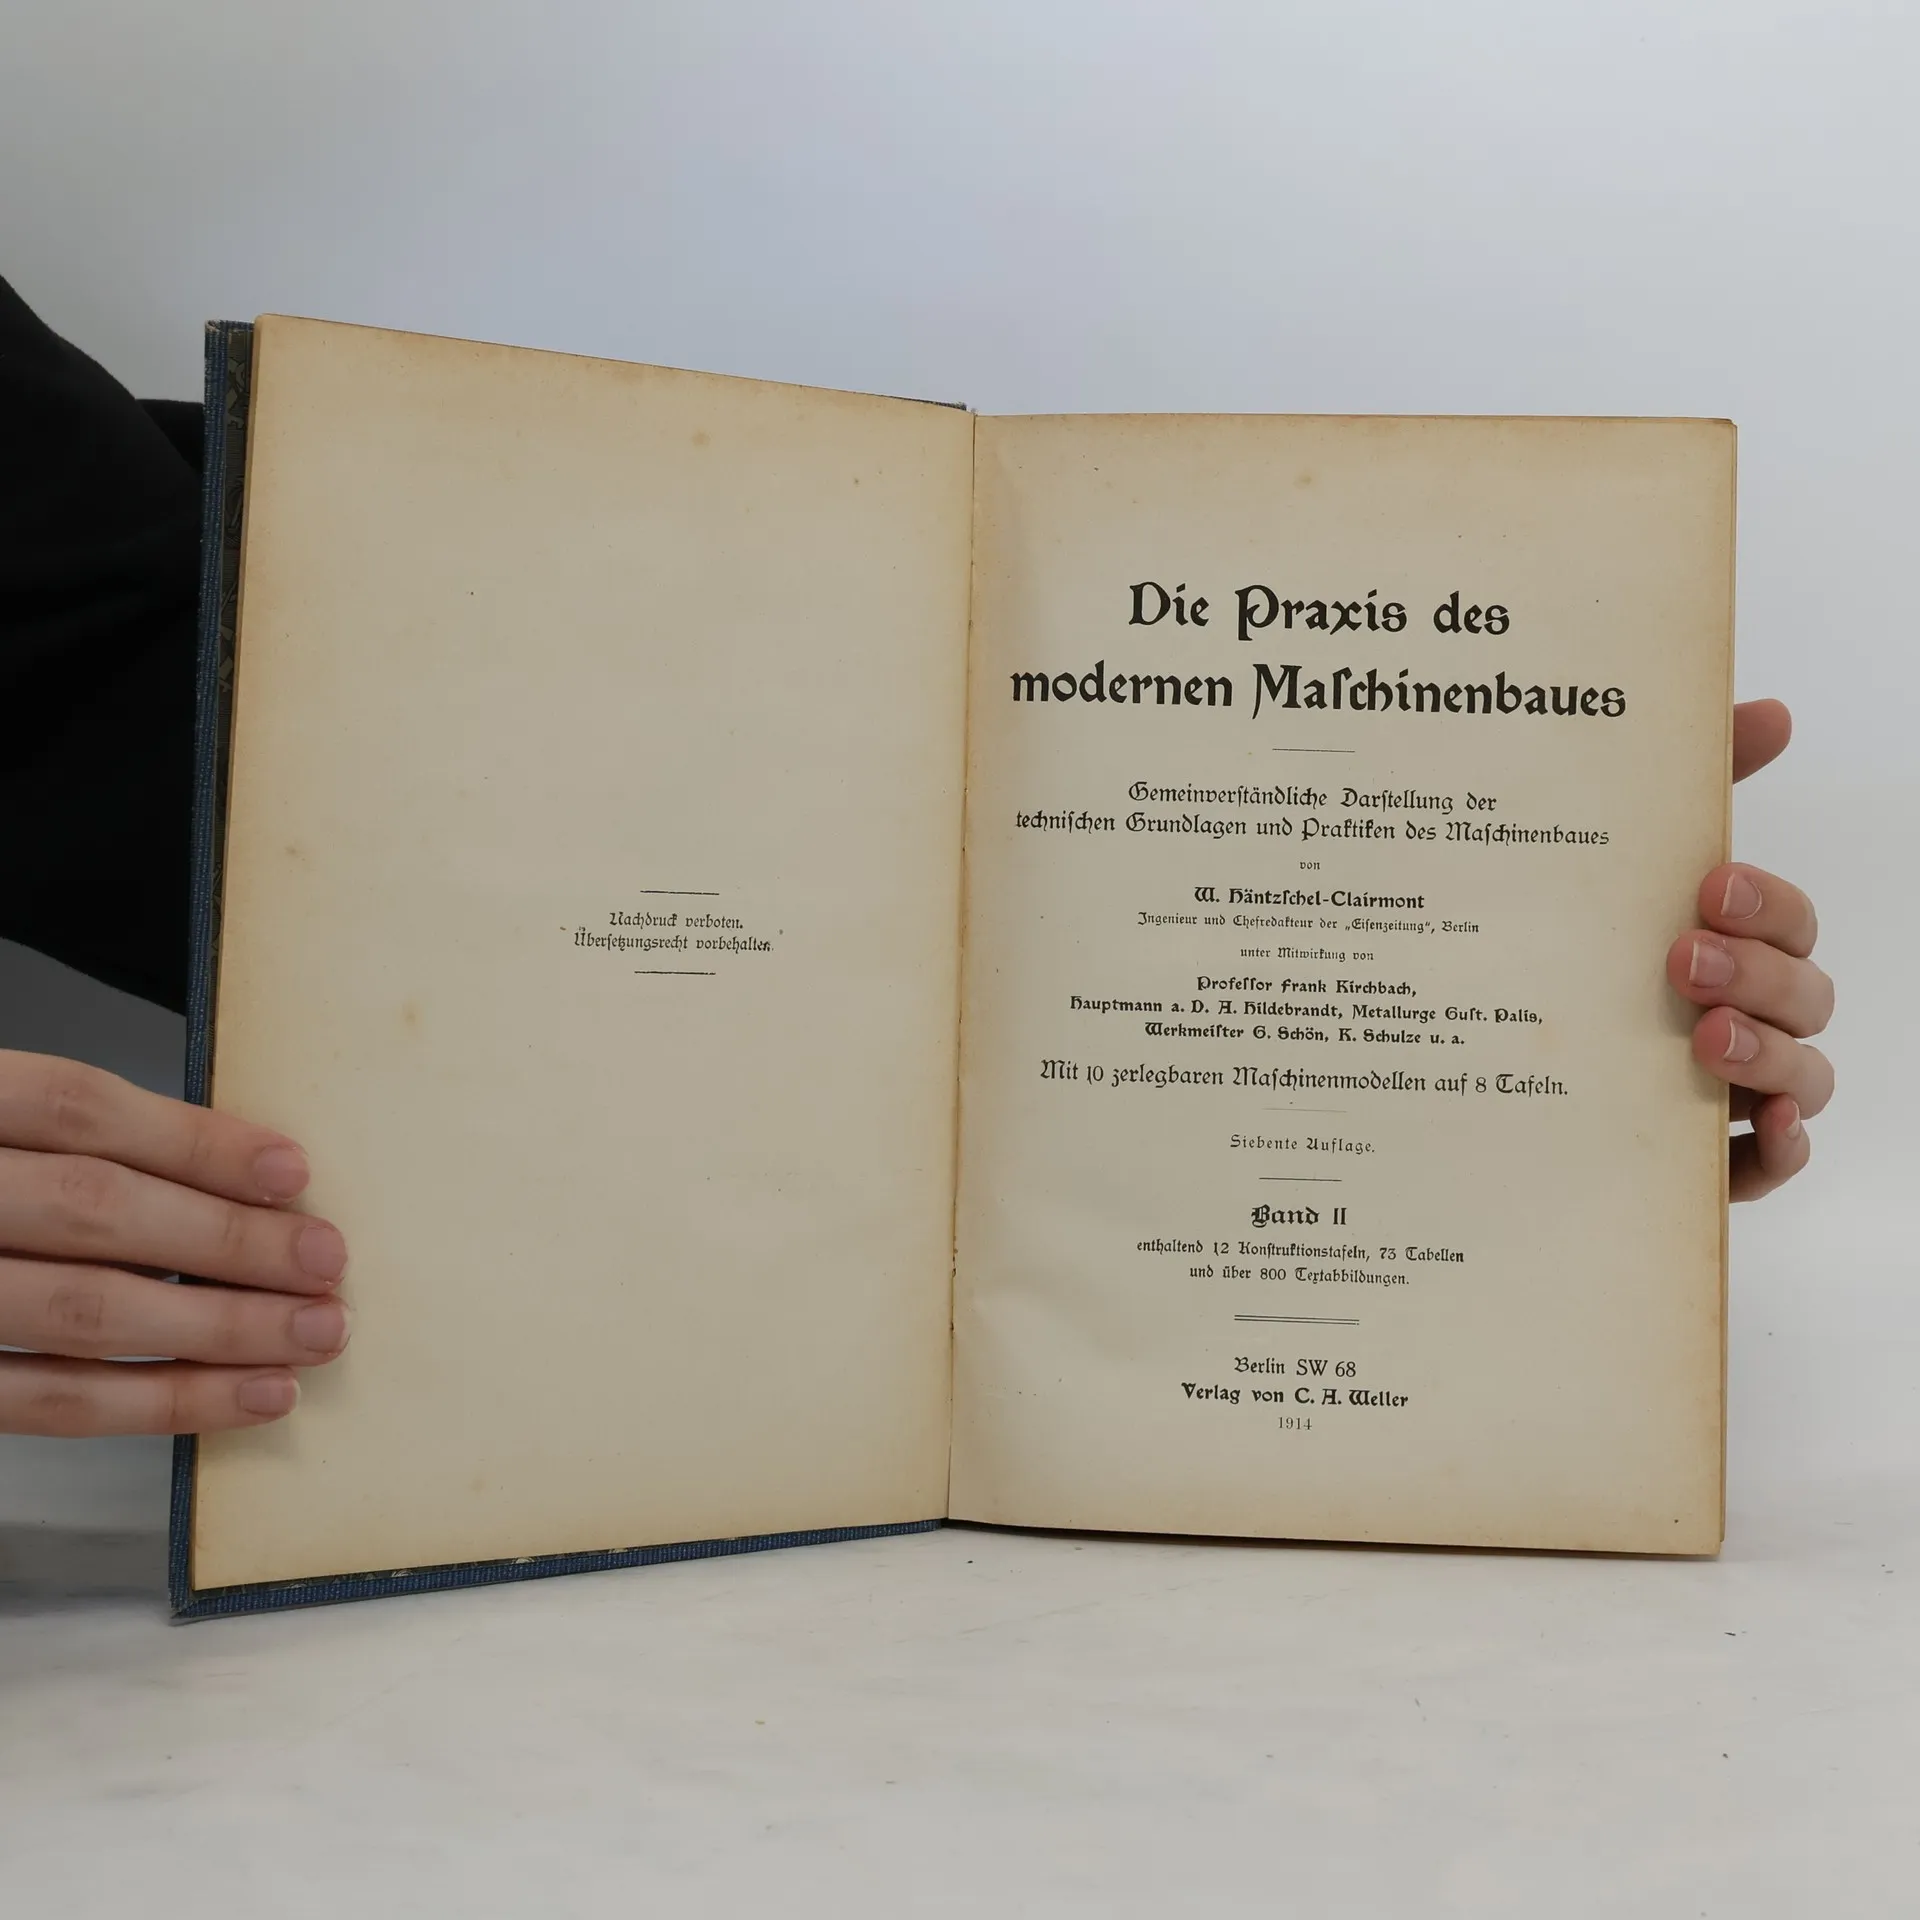 Nachdruck verboten.
Überſetzungsrecht vorbehalten.
Die Praxis des
modernen Maſchinenbaues
Gemeinverſtändliche Darſtellung der
techniſchen Grundlagen und Praktiken des Maſchinenbaues
von
W. Häntzſchel-Clairmont
Ingenieur und Chefredakteur der „Eiſenzeitung“, Berlin
unter Mitwirkung von
Profeſſor Frank Kirchbach,
Hauptmann a. D. A. Hildebrandt, Metallurge Guſt. Palis,
Werkmeiſter G. Schön, K. Schulze u. a.
Mit 10 zerlegbaren Maſchinenmodellen auf 8 Tafeln.
Siebente Auflage.
Band II
enthaltend 12 Konſtruktionstafeln, 73 Tabellen
und über 800 Textabbildungen.
Berlin SW 68
Verlag von C. A. Weller
1914